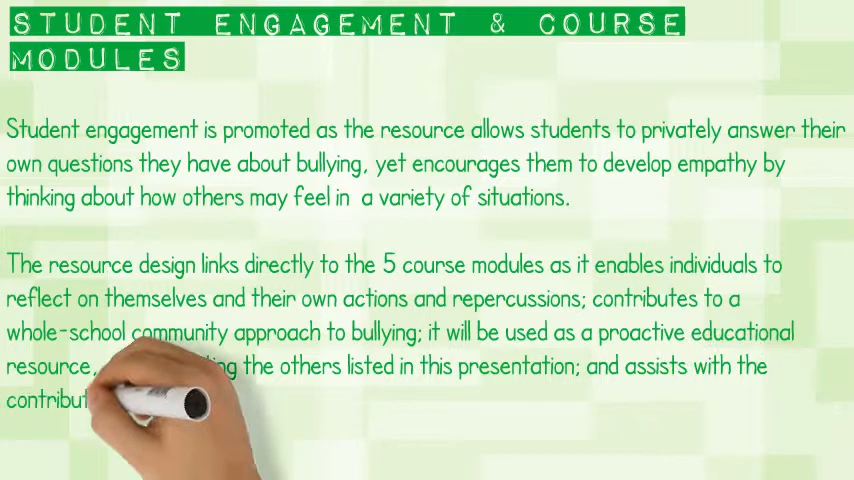 STUDENT ENGAGEMENT & COURSE
MODULES
Student engagement is promoted as the resource allows students to privately answer their
own questions they have about bullying, yet encourages them to develop empathy by
thinking about how others may feel in a variety of situations.
The resource design links directly to the 5 course modules as it enables individuals to
reflect on themselves and their own actions and repercussions; contributes to a
whole-school community approach to bullying; it will be used as a proactive educational
resource, the others listed in this presentation; and assists with the